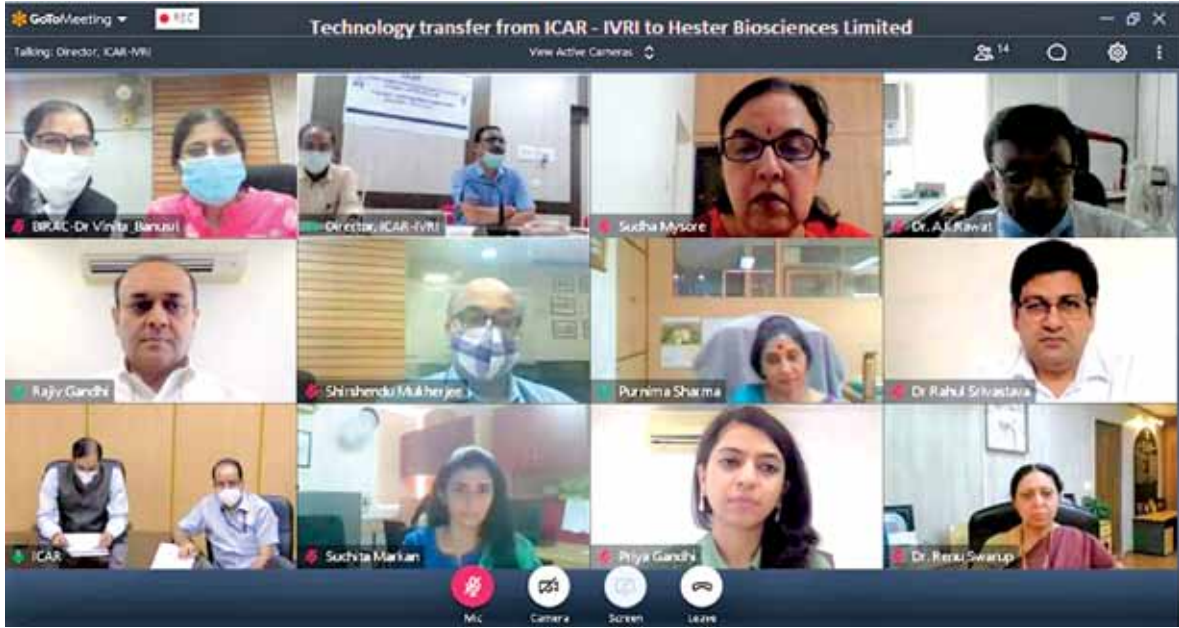 GoToMeeting
REC
Technology transfer from ICAR - IVRI to Hester Biosciences Limited
Talking: Director, ICAR-IVRI
View Active Cameras
14
BIRAC-Dr Vinita_Bansul
Director, ICAR-IVRI
Sudha Mysore
Dr. A.K.Rawat
Rajiv Gandhi
Shirshendu Mukherjee
Purnima Sharma
Dr Rahul Srivastava
ICAR
Suchita Markan
Priya Gandhi
Dr. Renu Swarup
Mic
Camera
Screen
Leave